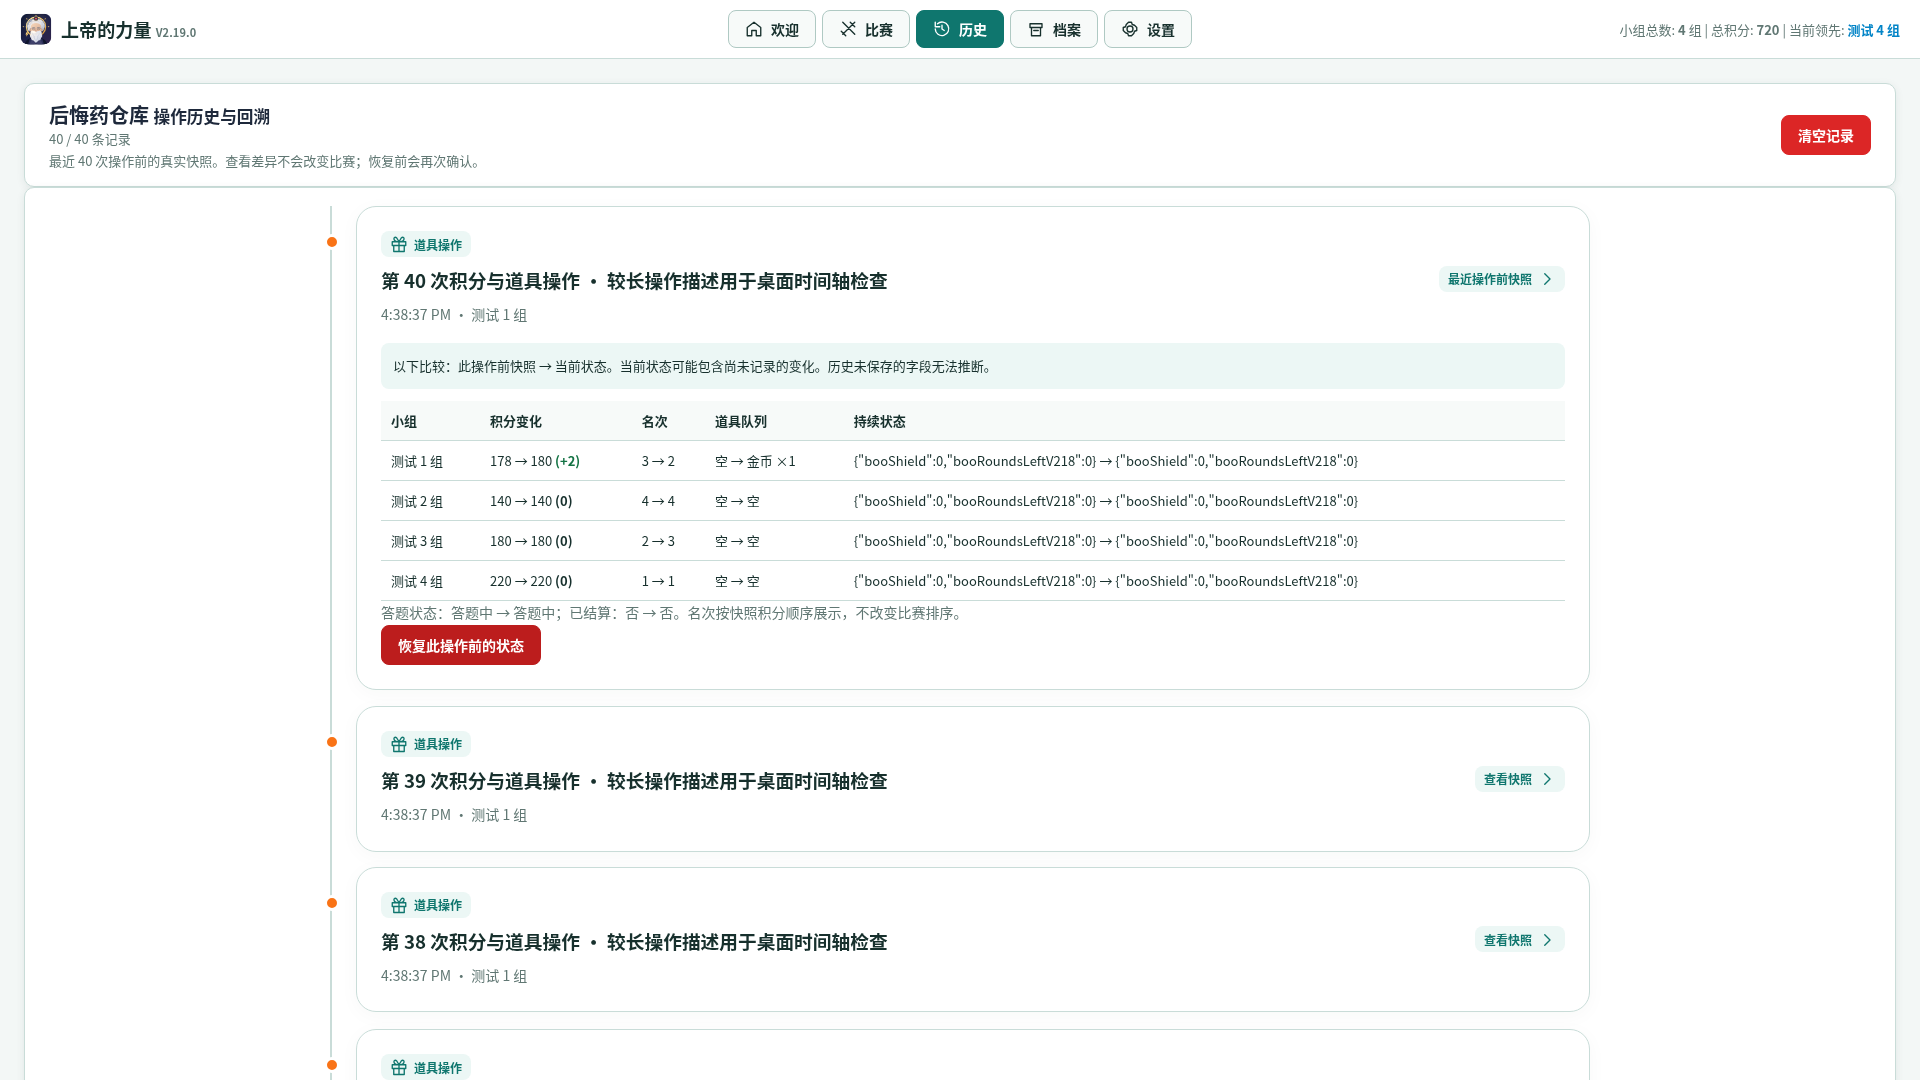 上帝的力量 V2.19.0
欢迎
比赛
历史
档案
设置
小组总数: 4 组 | 总积分: 720 | 当前领先: 测试 4 组
后悔药仓库 操作历史与回溯
40 / 40 条记录
最近 40 次操作前的真实快照。查看差异不会改变比赛；恢复前会再次确认。
清空记录
道具操作
第 40 次积分与道具操作 · 较长操作描述用于桌面时间轴检查
最近操作前快照
4:38:37 PM · 测试 1 组
以下比较：此操作前快照 → 当前状态。当前状态可能包含尚未记录的变化。历史未保存的字段无法推断。
小组 积分变化 名次 道具队列 持续状态
测试 1 组 178 → 180 (+2) 3 → 2 空 → 金币 ×1 {"booShield":0,"booRoundsLeftV218":0} → {"booShield":0,"booRoundsLeftV218":0}
测试 2 组 140 → 140 (0) 4 → 4 空 → 空 {"booShield":0,"booRoundsLeftV218":0} → {"booShield":0,"booRoundsLeftV218":0}
测试 3 组 180 → 180 (0) 2 → 3 空 → 空 {"booShield":0,"booRoundsLeftV218":0} → {"booShield":0,"booRoundsLeftV218":0}
测试 4 组 220 → 220 (0) 1 → 1 空 → 空 {"booShield":0,"booRoundsLeftV218":0} → {"booShield":0,"booRoundsLeftV218":0}
答题状态：答题中 → 答题中；已结算：否 → 否。名次按快照积分顺序展示，不改变比赛排序。
恢复此操作前的状态
道具操作
第 39 次积分与道具操作 · 较长操作描述用于桌面时间轴检查
查看快照
4:38:37 PM · 测试 1 组
道具操作
第 38 次积分与道具操作 · 较长操作描述用于桌面时间轴检查
查看快照
4:38:37 PM · 测试 1 组
道具操作